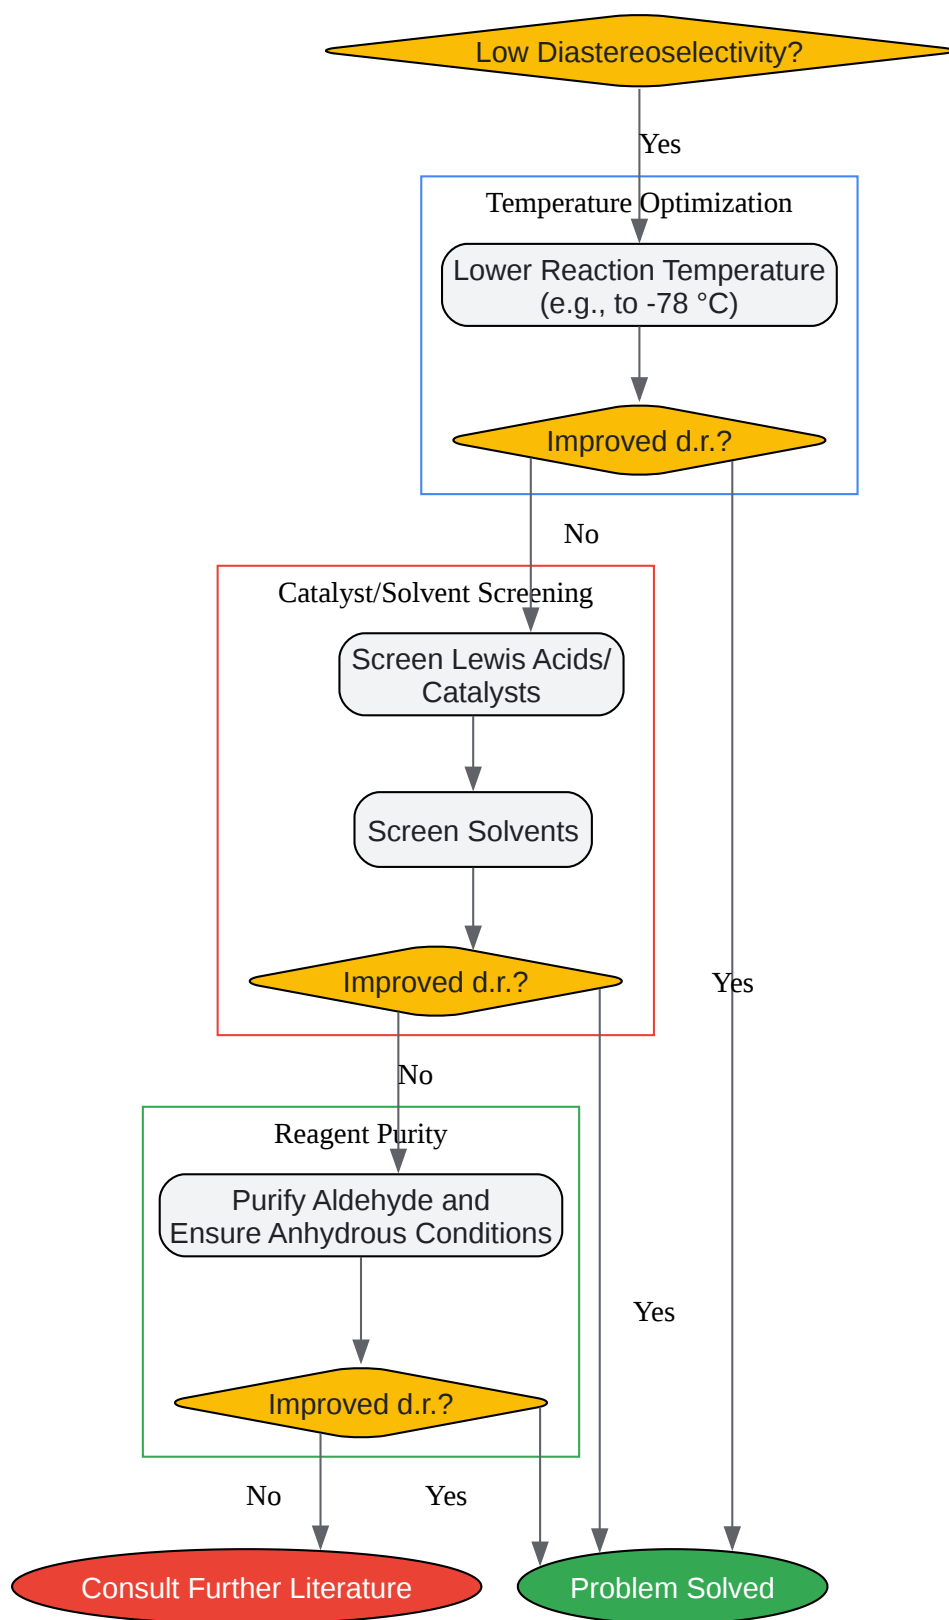 Low Diastereoselectivity?
Yes
Temperature Optimization
Lower Reaction Temperature
(e.g., to -78 °C)
Improved d.r.?
No
Catalyst/Solvent Screening
Screen Lewis Acids/
Catalysts
Screen Solvents
Improved d.r.?
Yes
No
Reagent Purity
Purify Aldehyde and
Ensure Anhydrous Conditions
Yes
Improved d.r.?
No
Yes
Consult Further Literature
Problem Solved